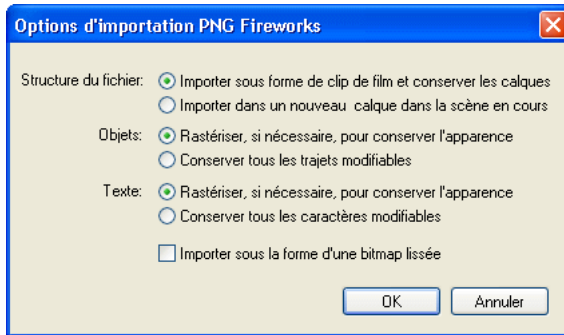 Options d'importation PNG Fireworks
Structure du fichier: Importer sous forme de clip de film et conserver les calques
Importer dans un nouveau calque dans la scène en cours
Objets: Rastériser, si nécessaire, pour conserver l'apparence
Conserver tous les trajets modifiables
Texte: Rastériser, si nécessaire, pour conserver l'apparence
Conserver tous les caractères modifiables
Importer sous la forme d'une bitmap lissée
OK Annuler